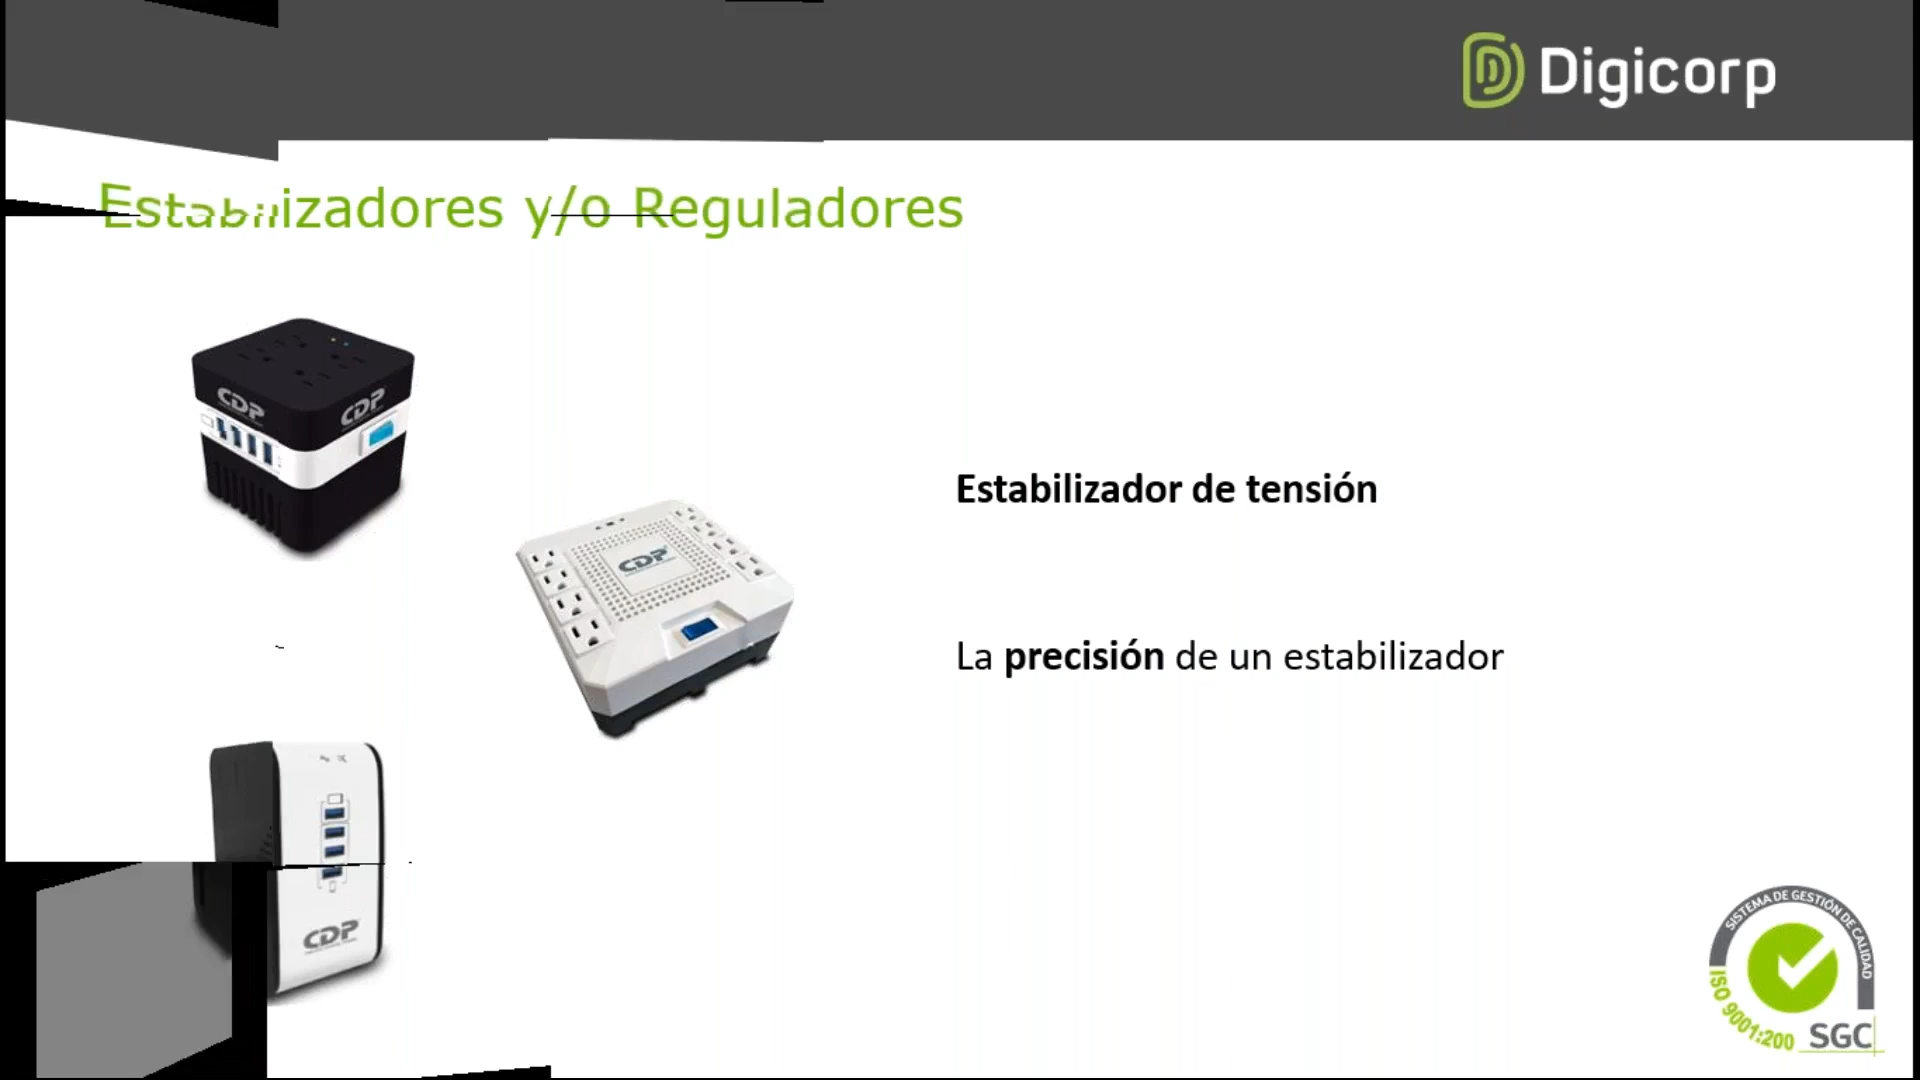 Digicorp
Estabilizadores y/o Reguladores
CDP CDP
CDP
Estabilizador de tensión
La precisión de un estabilizador
CDP
SISTEMA DE GESTIÓN DE CALIDAD
ISO 9001:200
SGC